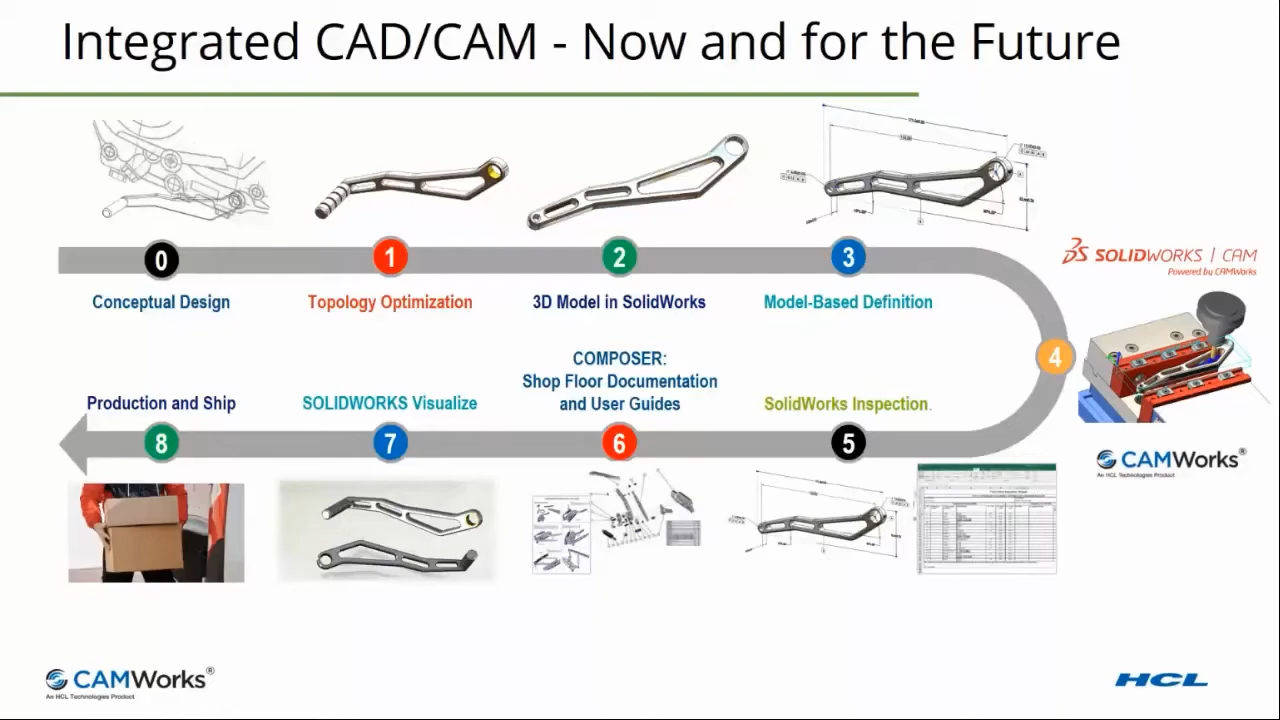 Integrated CAD/CAM - Now and for the Future
0
1
2
3
Conceptual Design
Topology Optimization
3D Model in SolidWorks
Model-Based Definition
SOLIDWORKS | CAM
Powered by CAMWorks
4
CAMWorks®
An HCL Technologies Product
COMPOSER:
Shop Floor Documentation
and User Guides
Production and Ship
SOLIDWORKS Visualize
SolidWorks Inspection.
8
7
6
5
CAMWorks®
An HCL Technologies Product
HCL